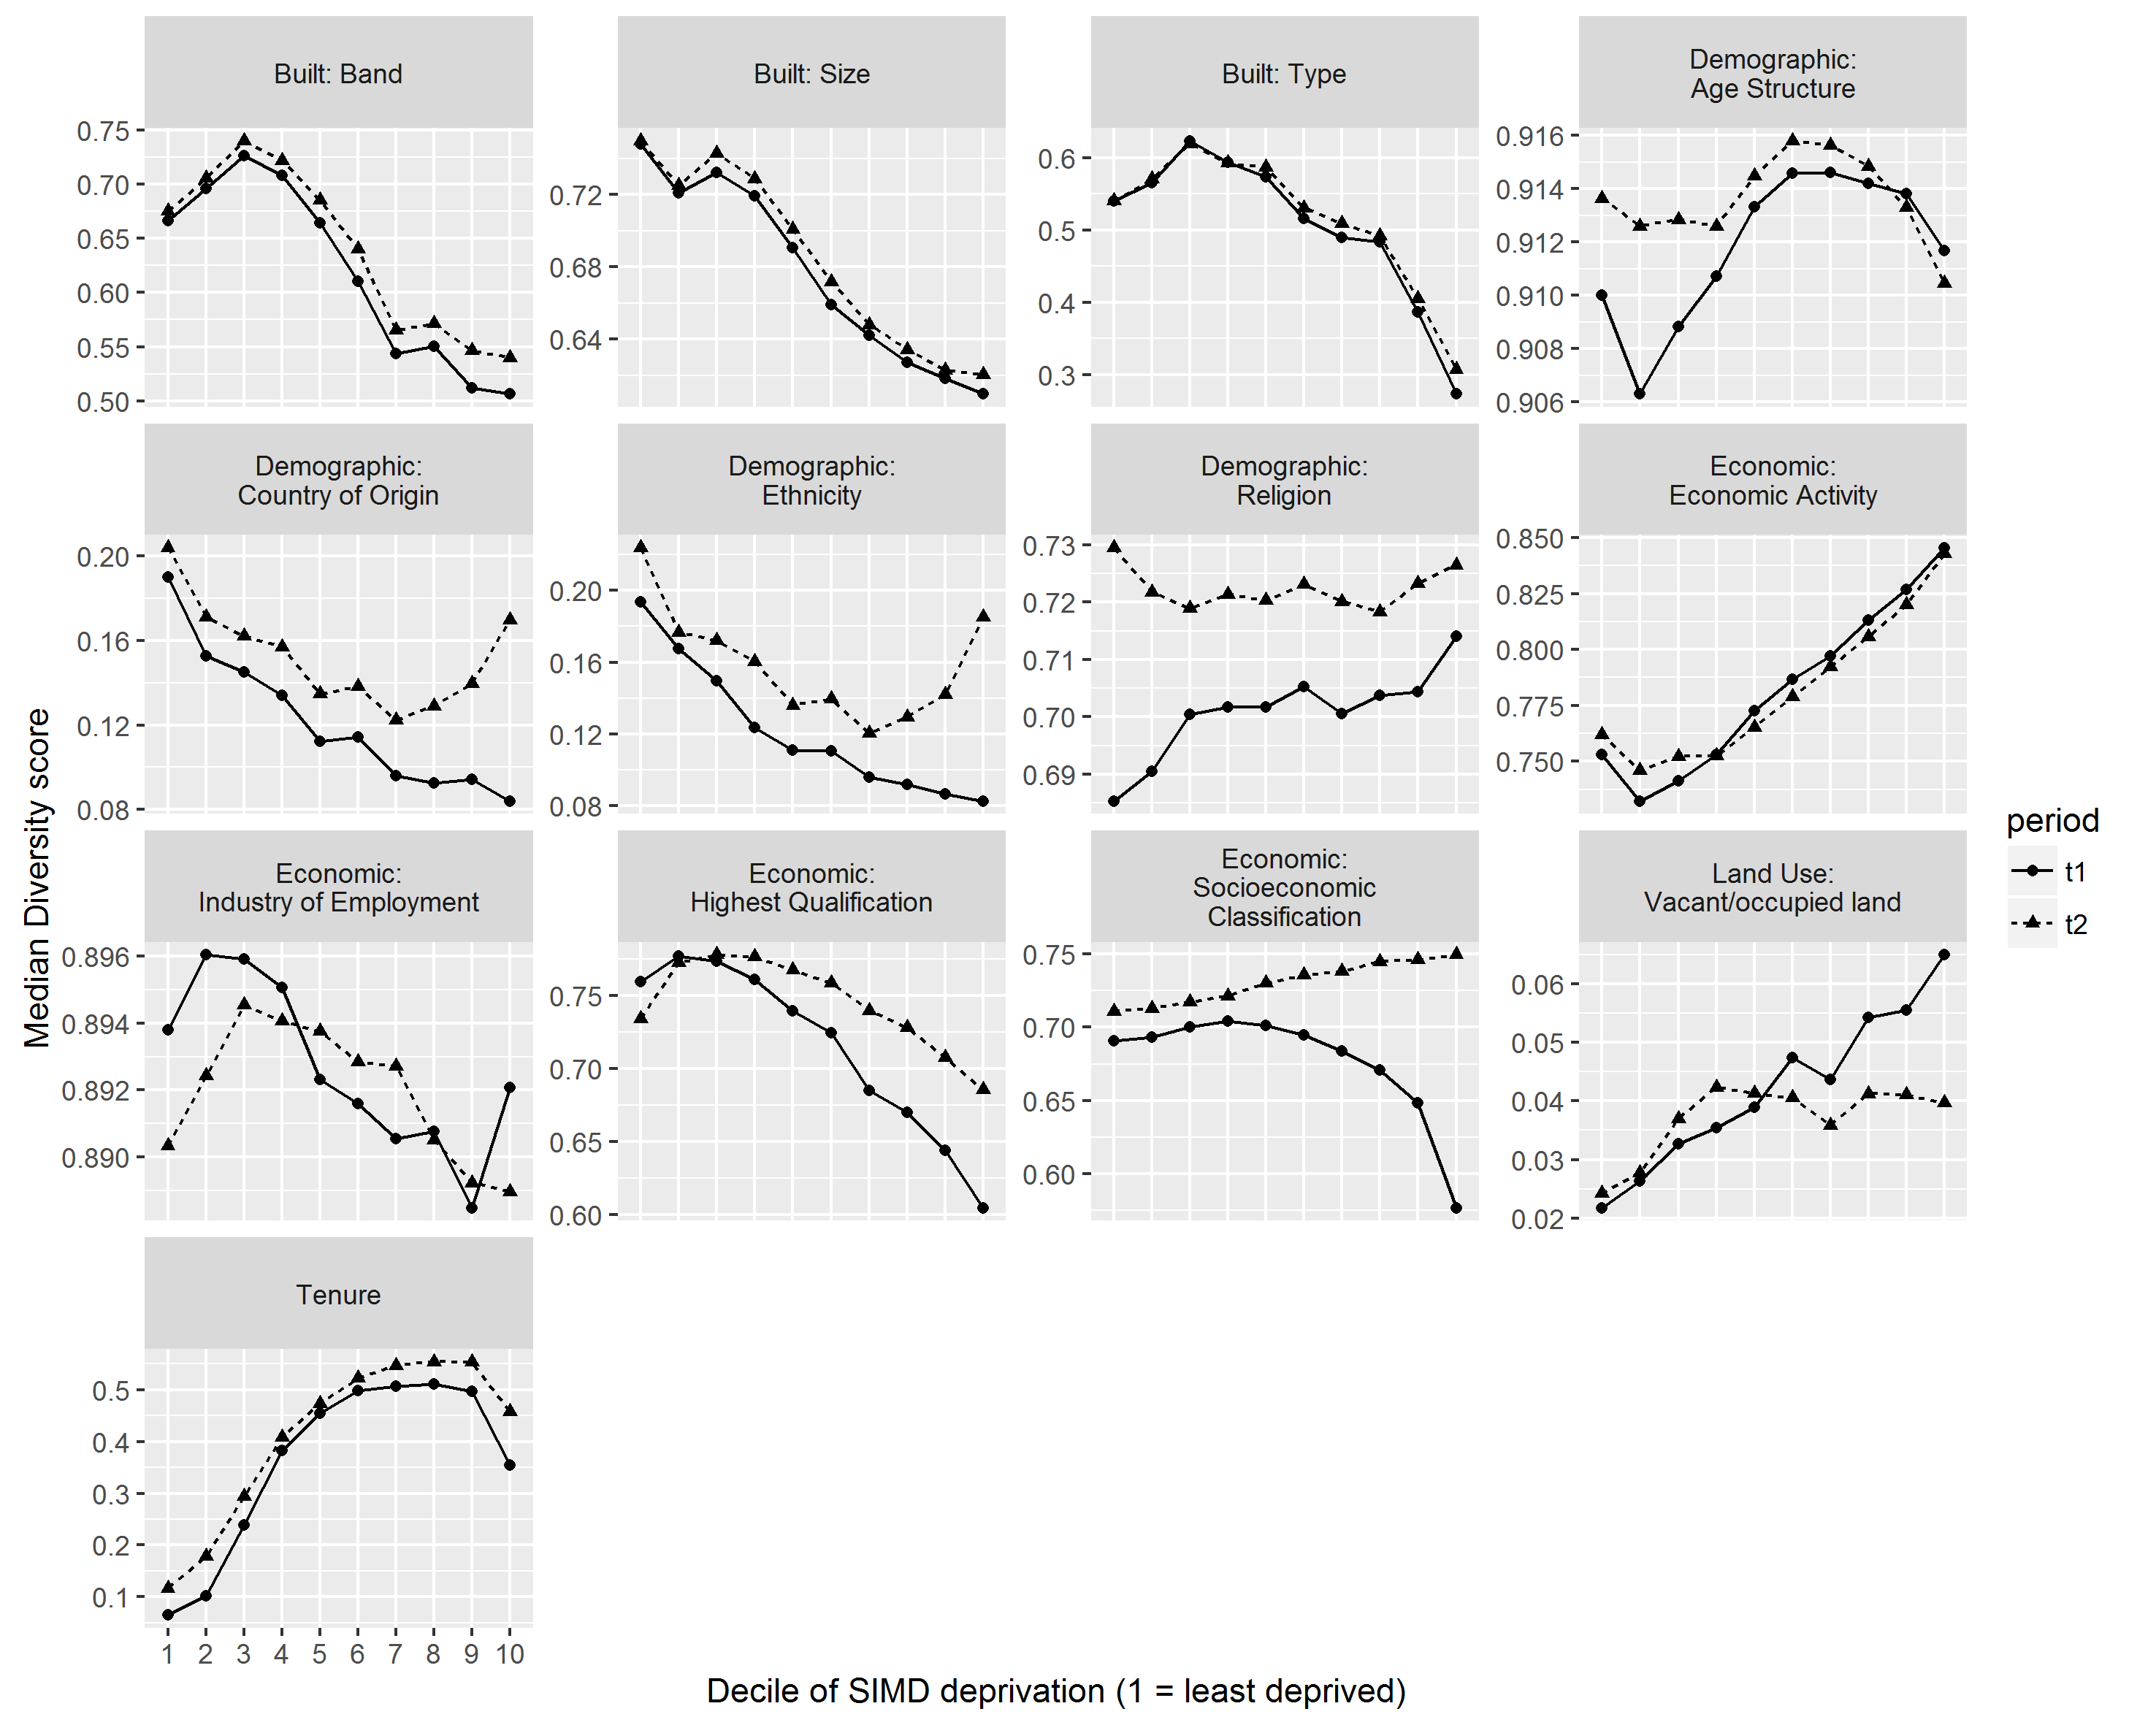 Built: Band
Built: Size
Built: Type
Demographic:
Age Structure
0.75
0.70
0.65
0.60
0.55
0.50
0.72
0.68
0.64
0.6
0.5
0.4
0.3
0.916
0.914
0.912
0.910
0.908
0.906
Demographic:
Country of Origin
Demographic:
Ethnicity
Demographic:
Religion
Economic:
Economic Activity
0.20
0.16
0.12
0.08
0.20
0.16
0.12
0.08
0.73
0.72
0.71
0.70
0.69
0.850
0.825
0.800
0.775
0.750
Median Diversity score
Economic:
Industry of Employment
Economic:
Highest Qualification
Economic:
Socioeconomic
Classification
Land Use:
Vacant/occupied land
0.896
0.894
0.892
0.890
0.75
0.70
0.65
0.60
0.75
0.70
0.65
0.60
0.06
0.05
0.04
0.03
0.02
period
t1
t2
Tenure
0.5
0.4
0.3
0.2
0.1
1 2 3 4 5 6 7 8 9 10
Decile of SIMD deprivation (1 = least deprived)